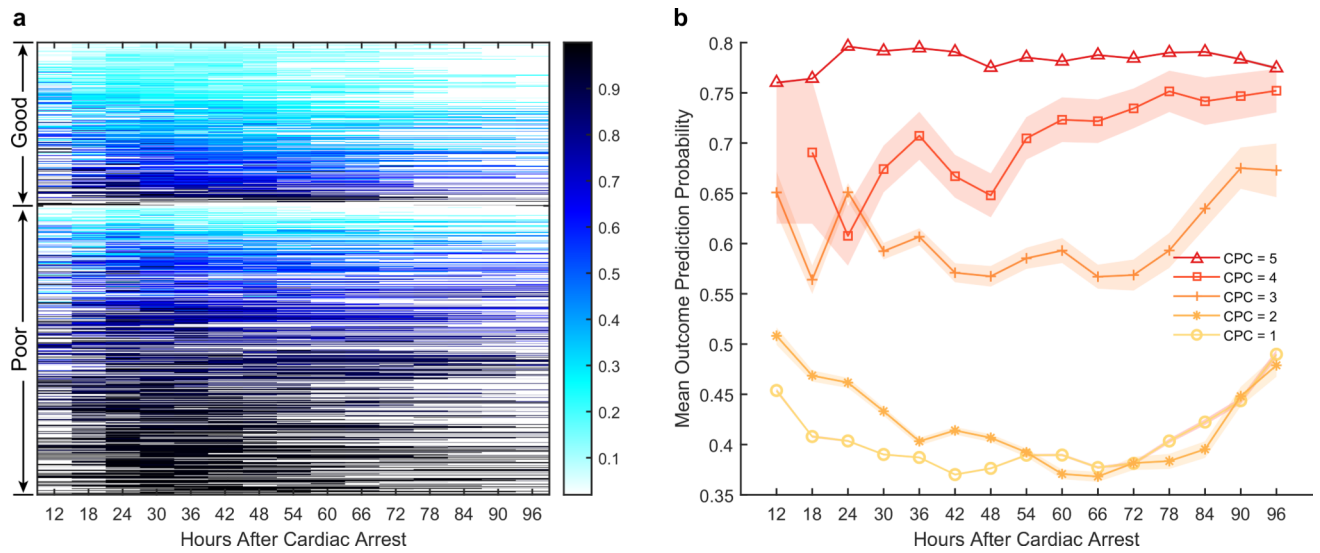 a
Good
Poor
0.9
0.8
0.7
0.6
0.5
0.4
0.3
0.2
0.1
12 18 24 30 36 42 48 54 60 66 72 78 84 90 96
Hours After Cardiac Arrest
b
Mean Outcome Prediction Probability
0.8
0.75
0.7
0.65
0.6
0.55
0.5
0.45
0.4
0.35
CPC = 5
CPC = 4
CPC = 3
CPC = 2
CPC = 1
12 18 24 30 36 42 48 54 60 66 72 78 84 90 96
Hours After Cardiac Arrest